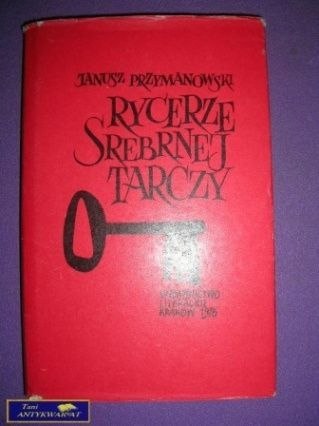 JANUSZ PRZYMANOWSKI
RYCERZE
SREBRNEJ
TARCZY
WYDAWNICTWO
LITERACKIE
KRAKÓW
Tani
ANTYKWARIAT